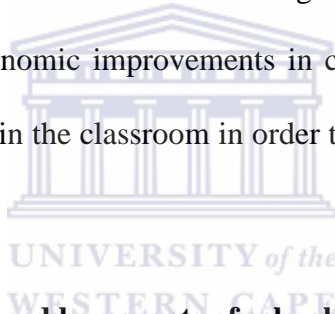 nomic improvements in c
in the classroom in order t
UNIVERSITY of the
WESTERN CAPE